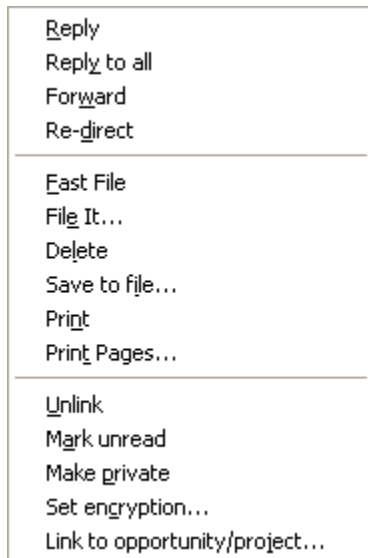 Reply
Reply to all
Forward
Re-direct
Fast File
File It...
Delete
Save to file...
Print
Print Pages...
Unlink
Mark unread
Make private
Set encryption...
Link to opportunity/project...